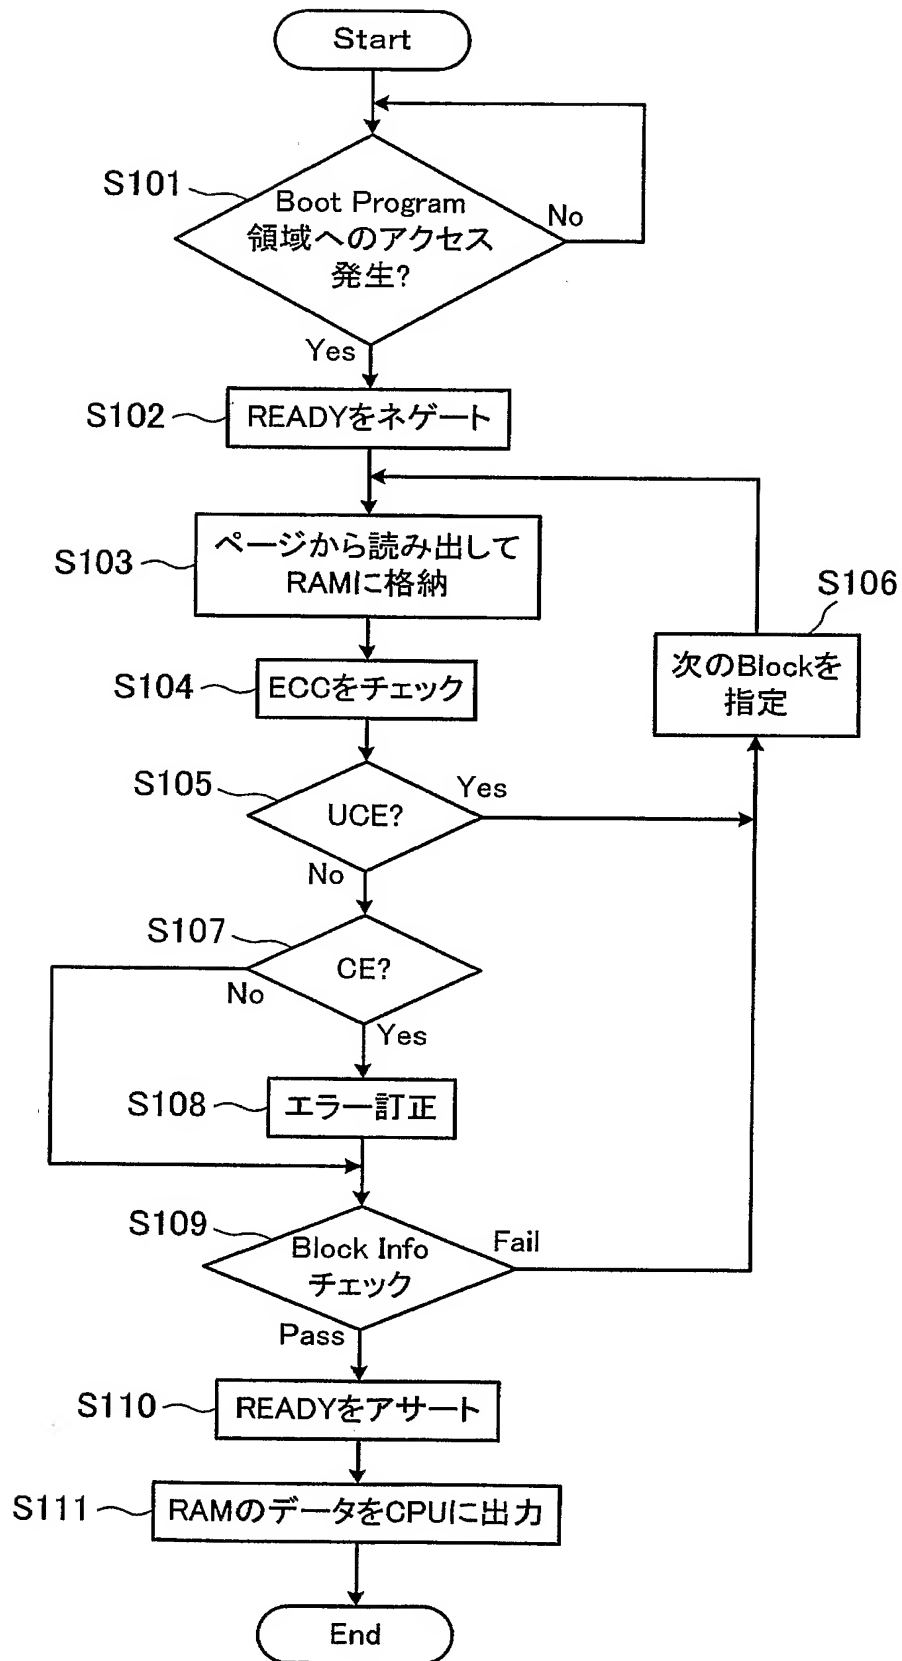 Start
S101
Boot Program
領域へのアクセス
発生?
No
Yes
S102
READYをネゲート
S103
ページから読み出して
RAMに格納
S106
次のBlockを
指定
S104
ECCをチェック
S105
UCE?
Yes
No
S107
CE?
No
Yes
S108
エラー訂正
S109
Block Info
チェック
Fail
Pass
S110
READYをアサート
S111
RAMのデータをCPUに出力
End